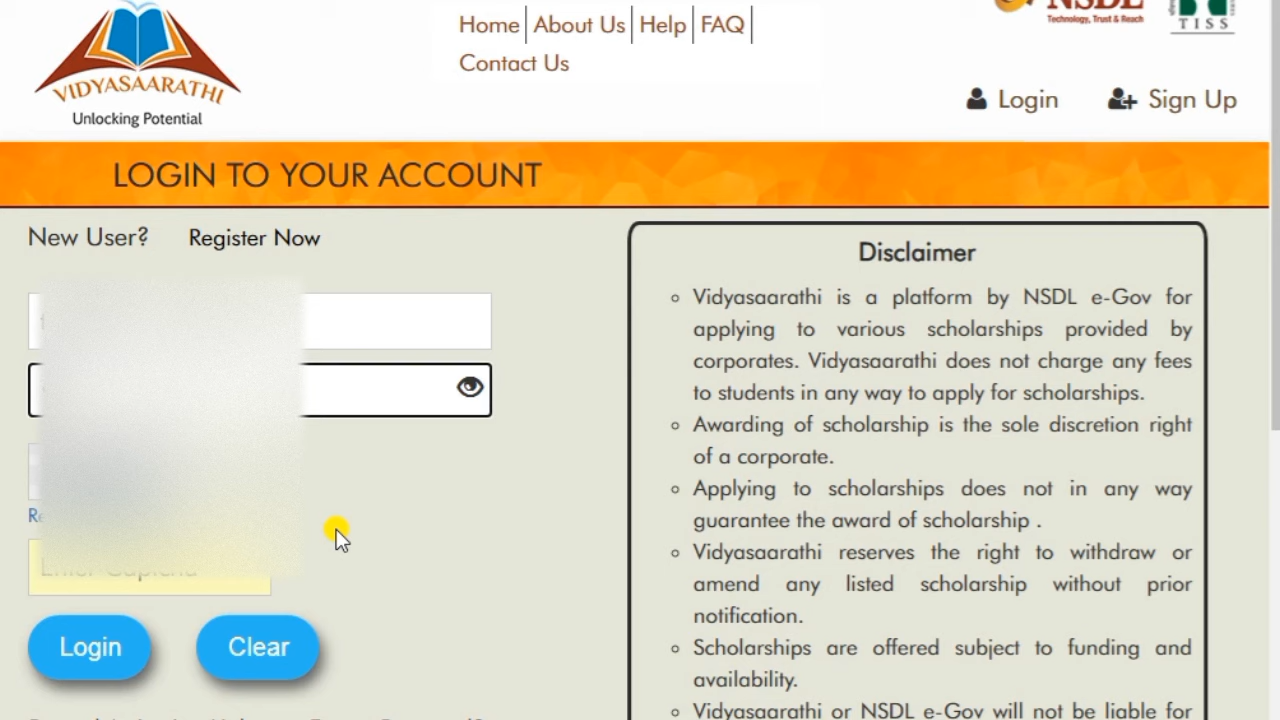 VIDYASAARATHI
Unlocking Potential
Home
About Us
Help
FAQ
Contact Us
NSDL
Technology, Trust & Reach
TISS
Login
Sign Up
LOGIN TO YOUR ACCOUNT
New User?
Register Now
Login
Clear
Disclaimer
Vidyasaarathi is a platform by NSDL e-Gov for
applying to various scholarships provided by
corporates. Vidyasaarathi does not charge any fees
to students in any way to apply for scholarships.
Awarding of scholarship is the sole discretion right
of a corporate.
Applying to scholarships does not in any way
guarantee the award of scholarship .
Vidyasaarathi reserves the right to withdraw or
amend any listed scholarship without prior
notification.
Scholarships are offered subject to funding and
availability.
Vidyasaarathi or NSDL e-Gov will not be liable for